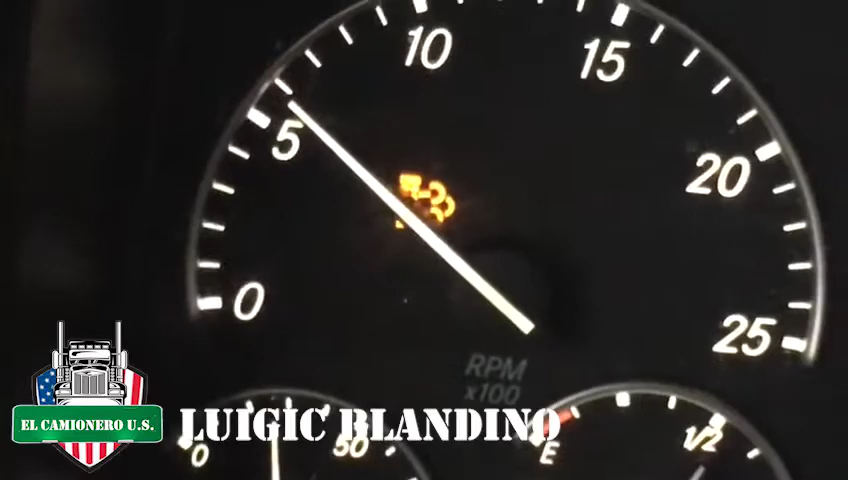 10
15
5
20
0
25
RPM
x100
EL CAMIONERO U.S.
LUIGIC BLANDINO
0
50
E
1/2